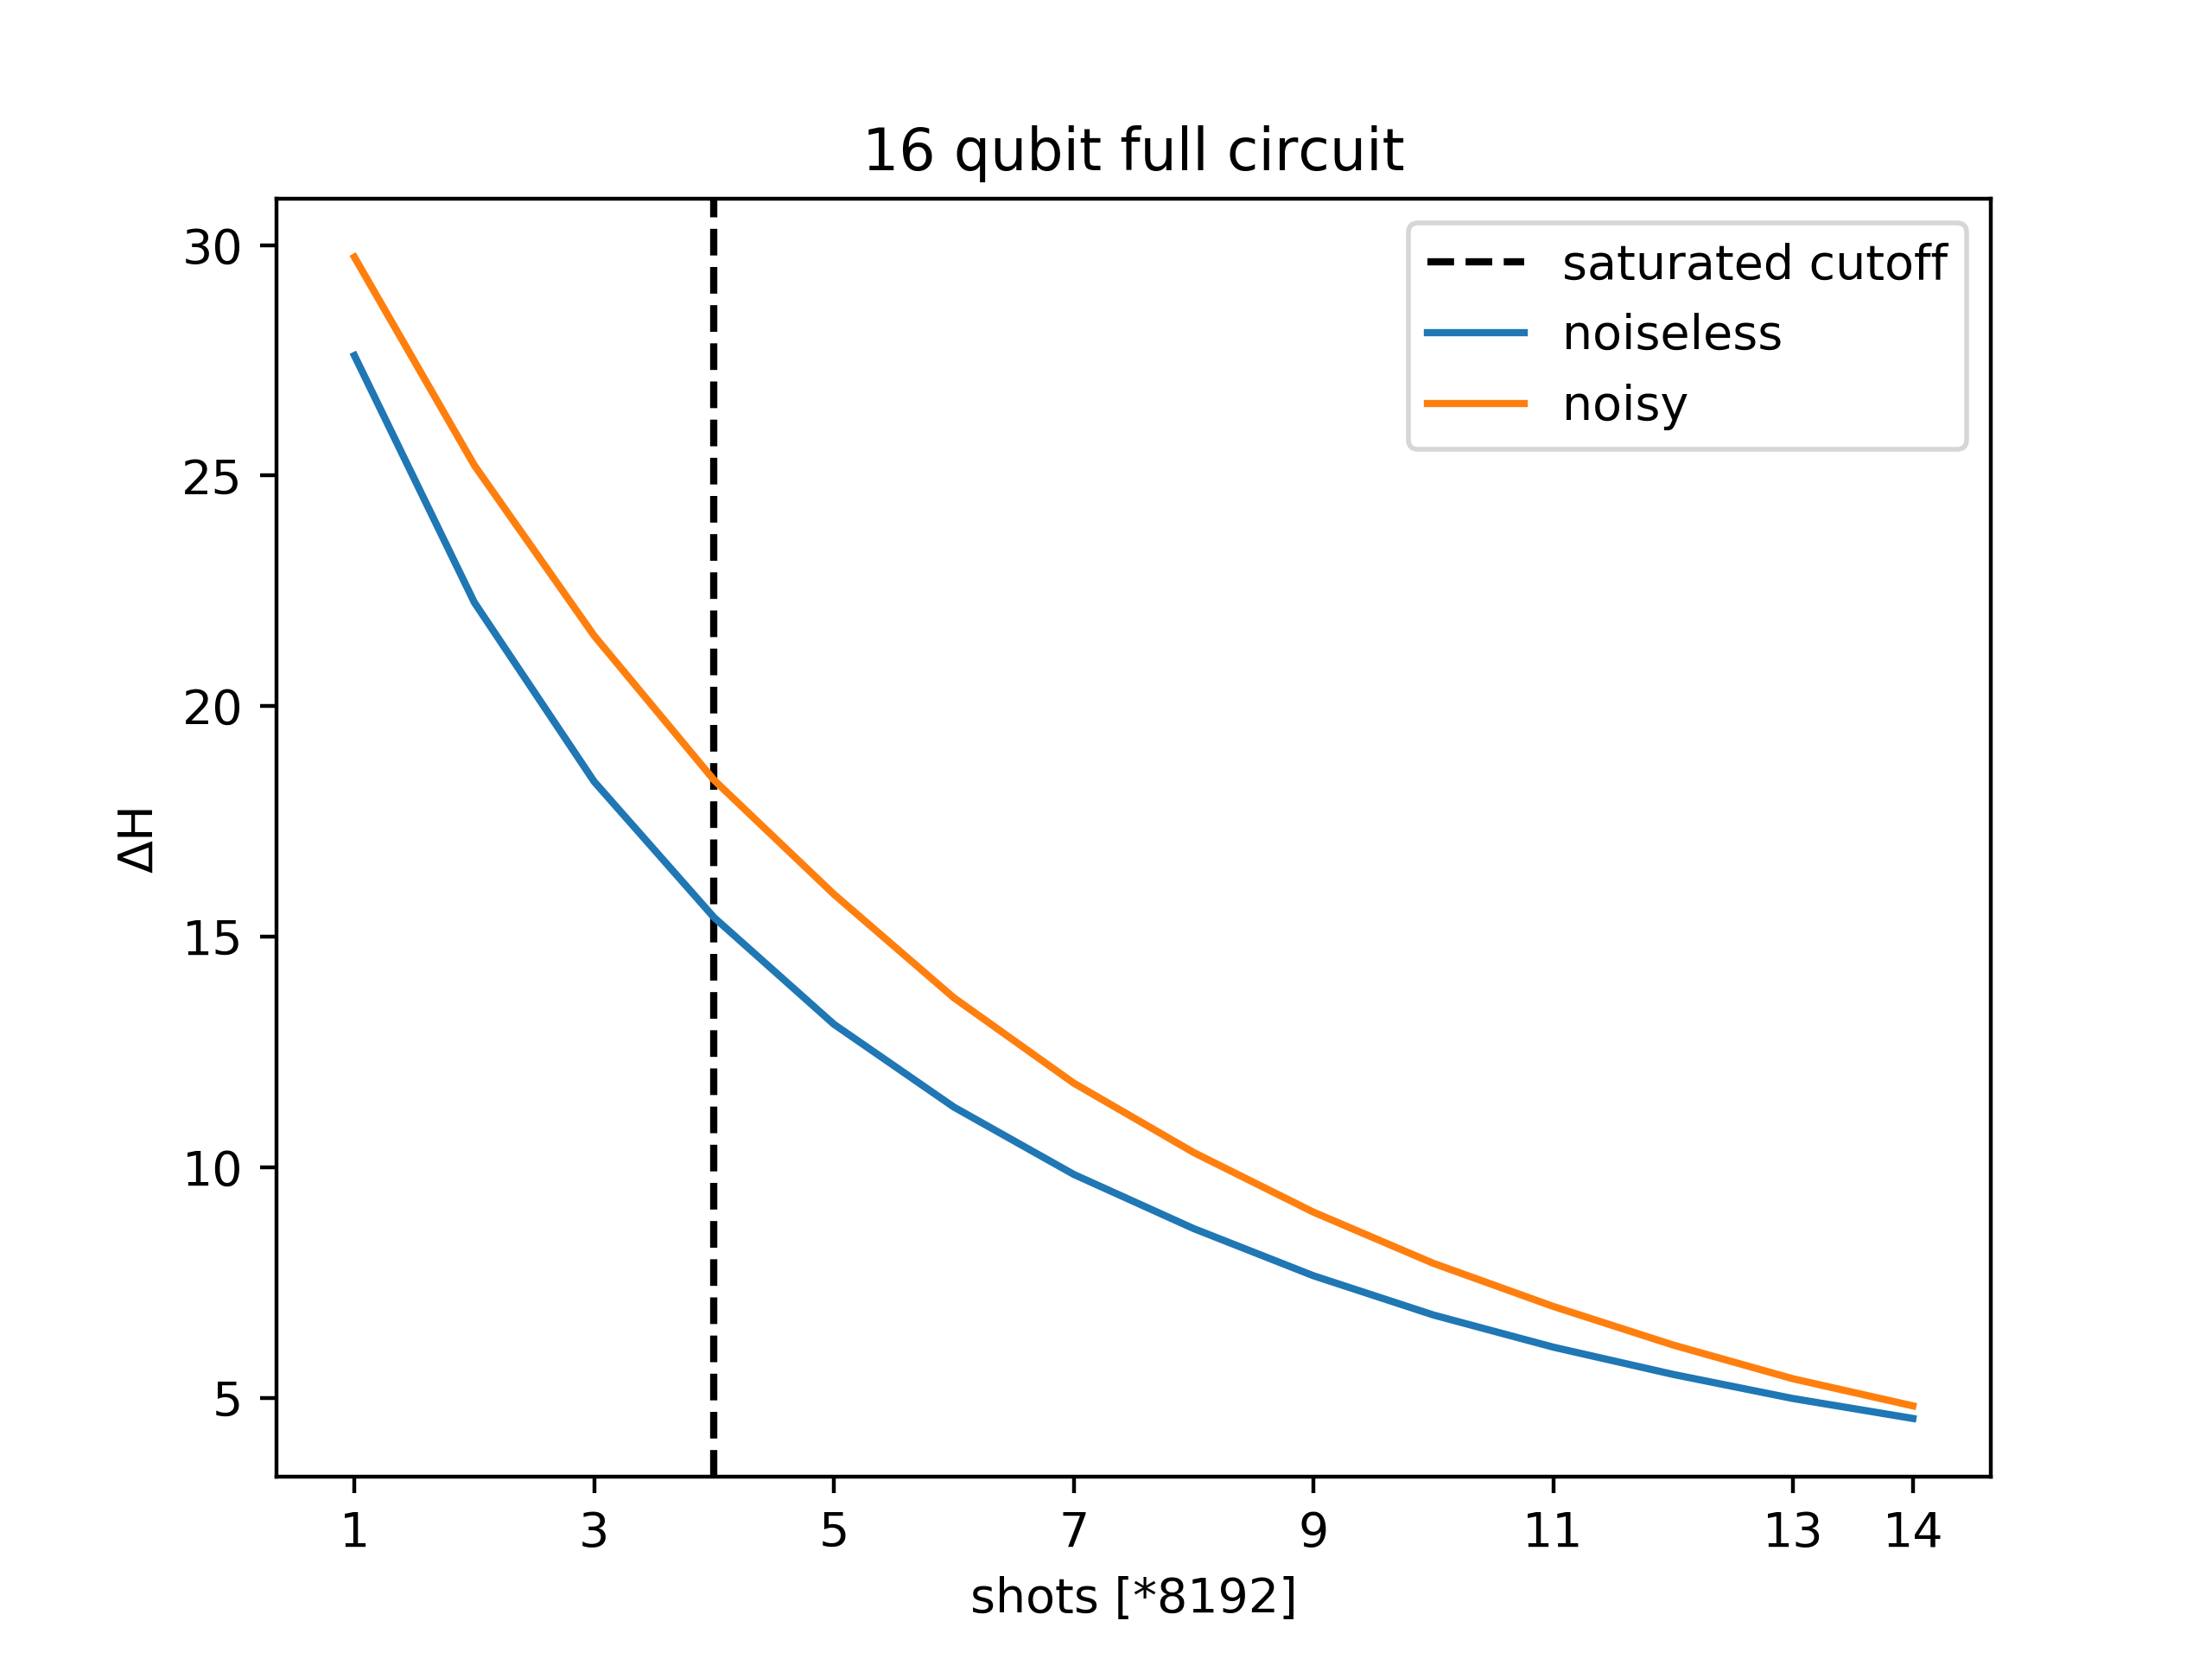 16 qubit full circuit
saturated cutoff
noiseless
noisy
30
25
20
15
10
5
ΔH
1 3 5 7 9 11 13 14
shots [*8192]